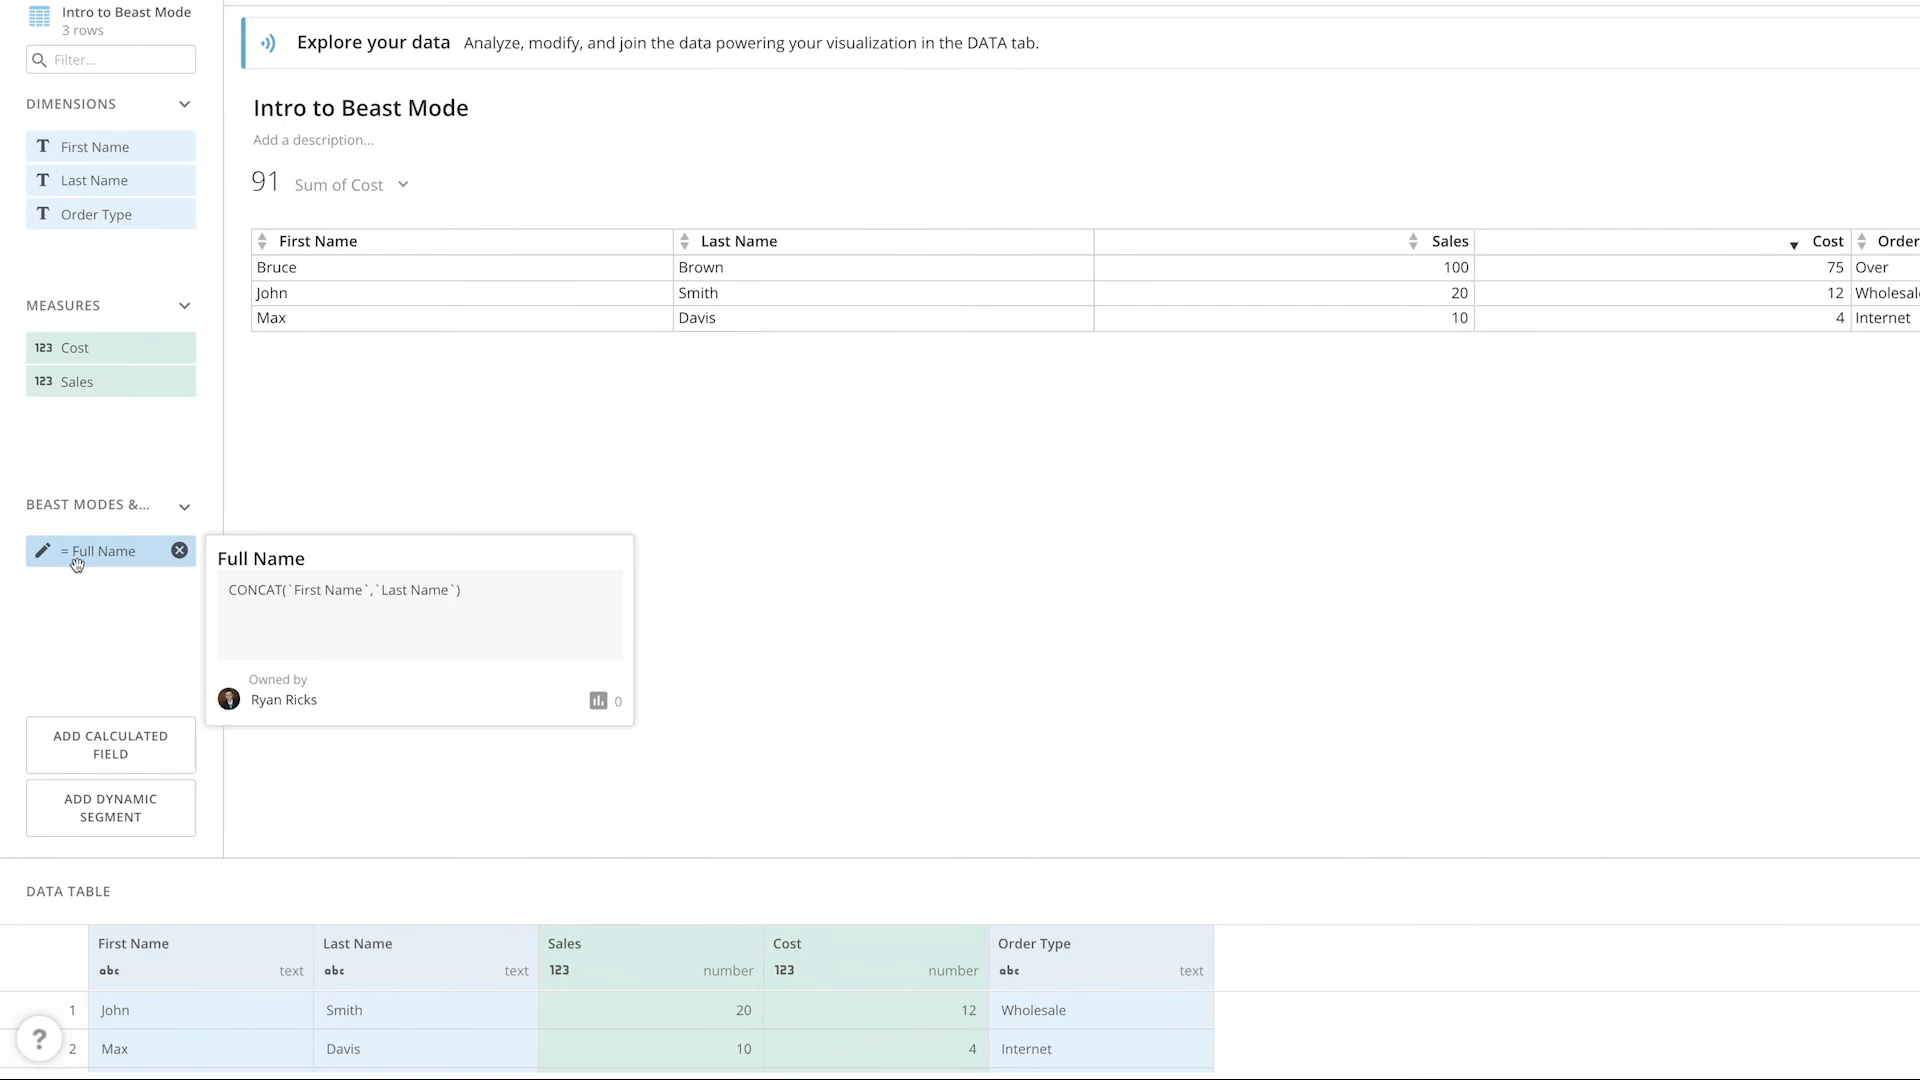 Intro to Beast Mode
3 rows
Filter...
DIMENSIONS
T First Name
T Last Name
T Order Type
MEASURES
123 Cost
123 Sales
BEAST MODES &...
= Full Name
ADD CALCULATED
FIELD
ADD DYNAMIC
SEGMENT
Explore your data Analyze, modify, and join the data powering your visualization in the DATA tab.
Intro to Beast Mode
Add a description...
91 Sum of Cost
First Name Last Name Sales Cost Order
Bruce Brown 100 75 Over
John Smith 20 12 Wholesal
Max Davis 10 4 Internet
Full Name
CONCAT(`First Name`,`Last Name`)
Owned by
Ryan Ricks 0
DATA TABLE
First Name Last Name Sales Cost Order Type
abc text abc text 123 number 123 number abc text
1 John Smith 20 12 Wholesale
2 Max Davis 10 4 Internet
?